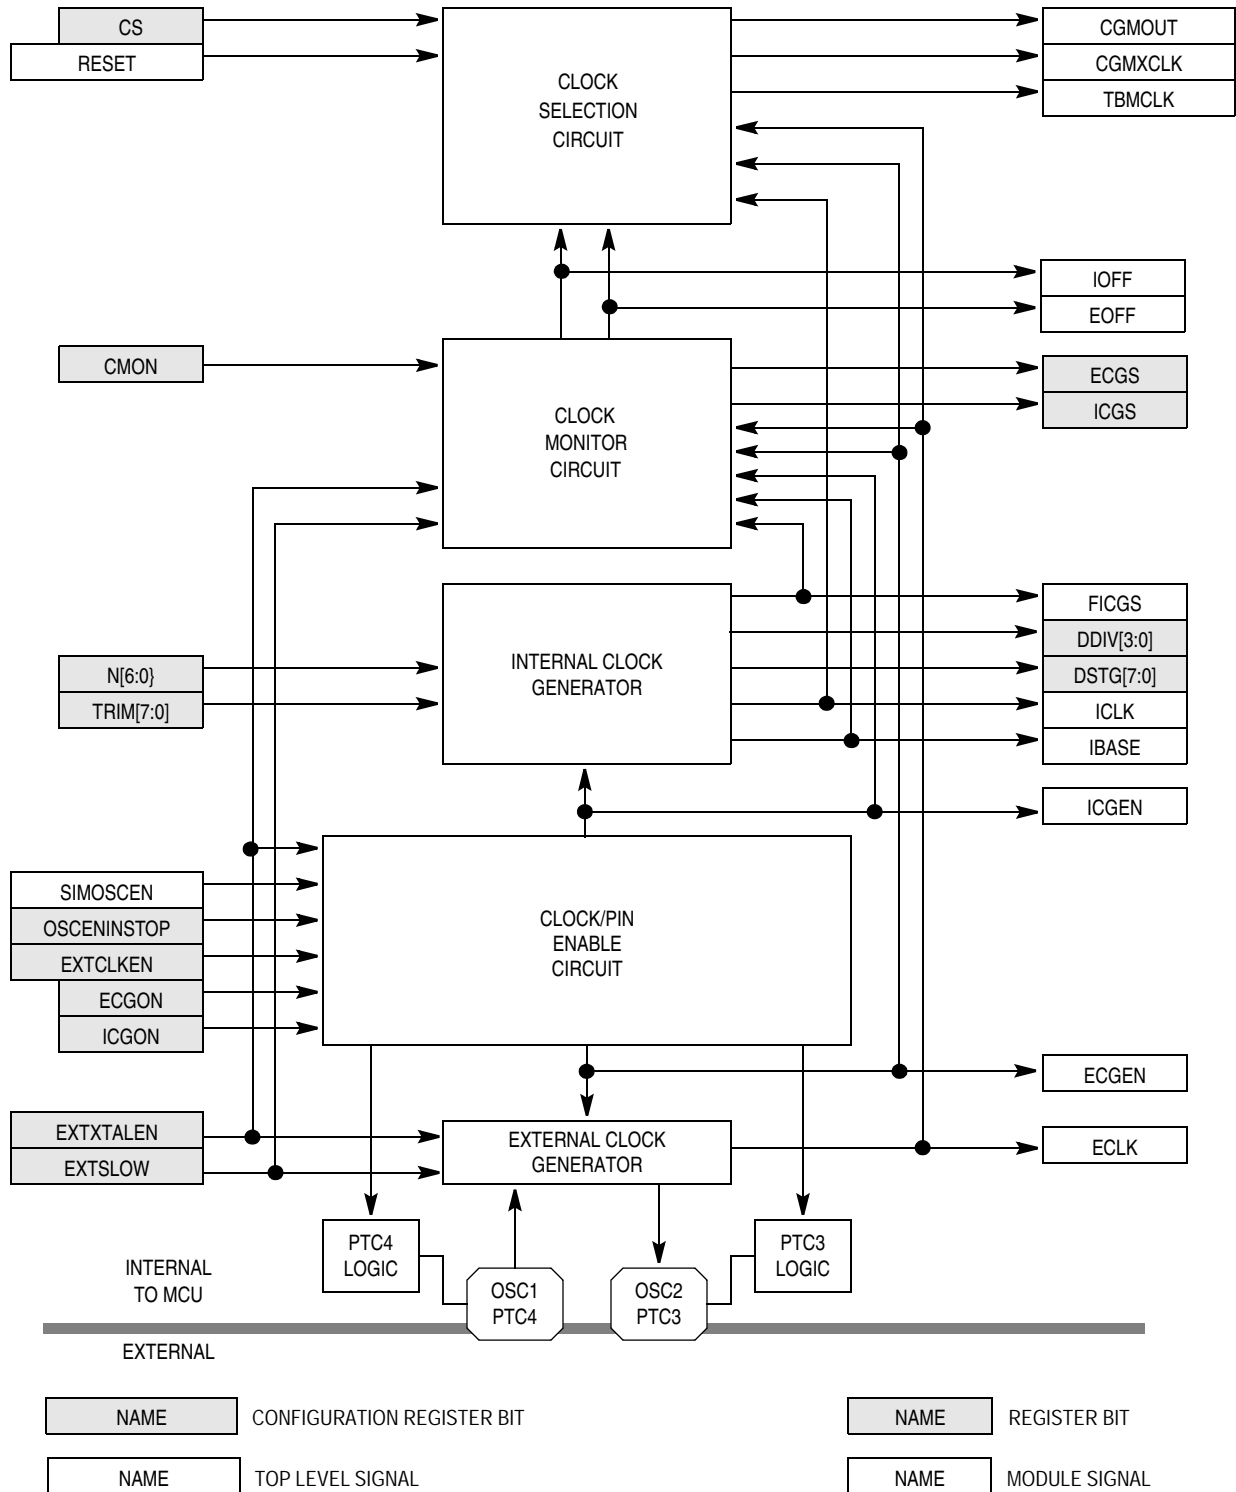 CS
RESET
CLOCK
SELECTION
CIRCUIT
CGMOUT
CGMXCLK
TBMCLK
IOFF
EOFF
CMON
CLOCK
MONITOR
CIRCUIT
ECGS
ICGS
N[6:0}
TRIM[7:0]
INTERNAL CLOCK
GENERATOR
FICGS
DDIV[3:0]
DSTG[7:0]
ICLK
IBASE
ICGEN
SIMOSCEN
OSCENINSTOP
EXTCLKEN
ECGON
ICGON
CLOCK/PIN
ENABLE
CIRCUIT
ECGEN
EXTXTALEN
EXTSLOW
EXTERNAL CLOCK
GENERATOR
ECLK
PTC4
LOGIC
PTC3
LOGIC
INTERNAL
TO MCU
OSC1
PTC4
OSC2
PTC3
EXTERNAL
NAME CONFIGURATION REGISTER BIT
NAME REGISTER BIT
NAME TOP LEVEL SIGNAL
NAME MODULE SIGNAL